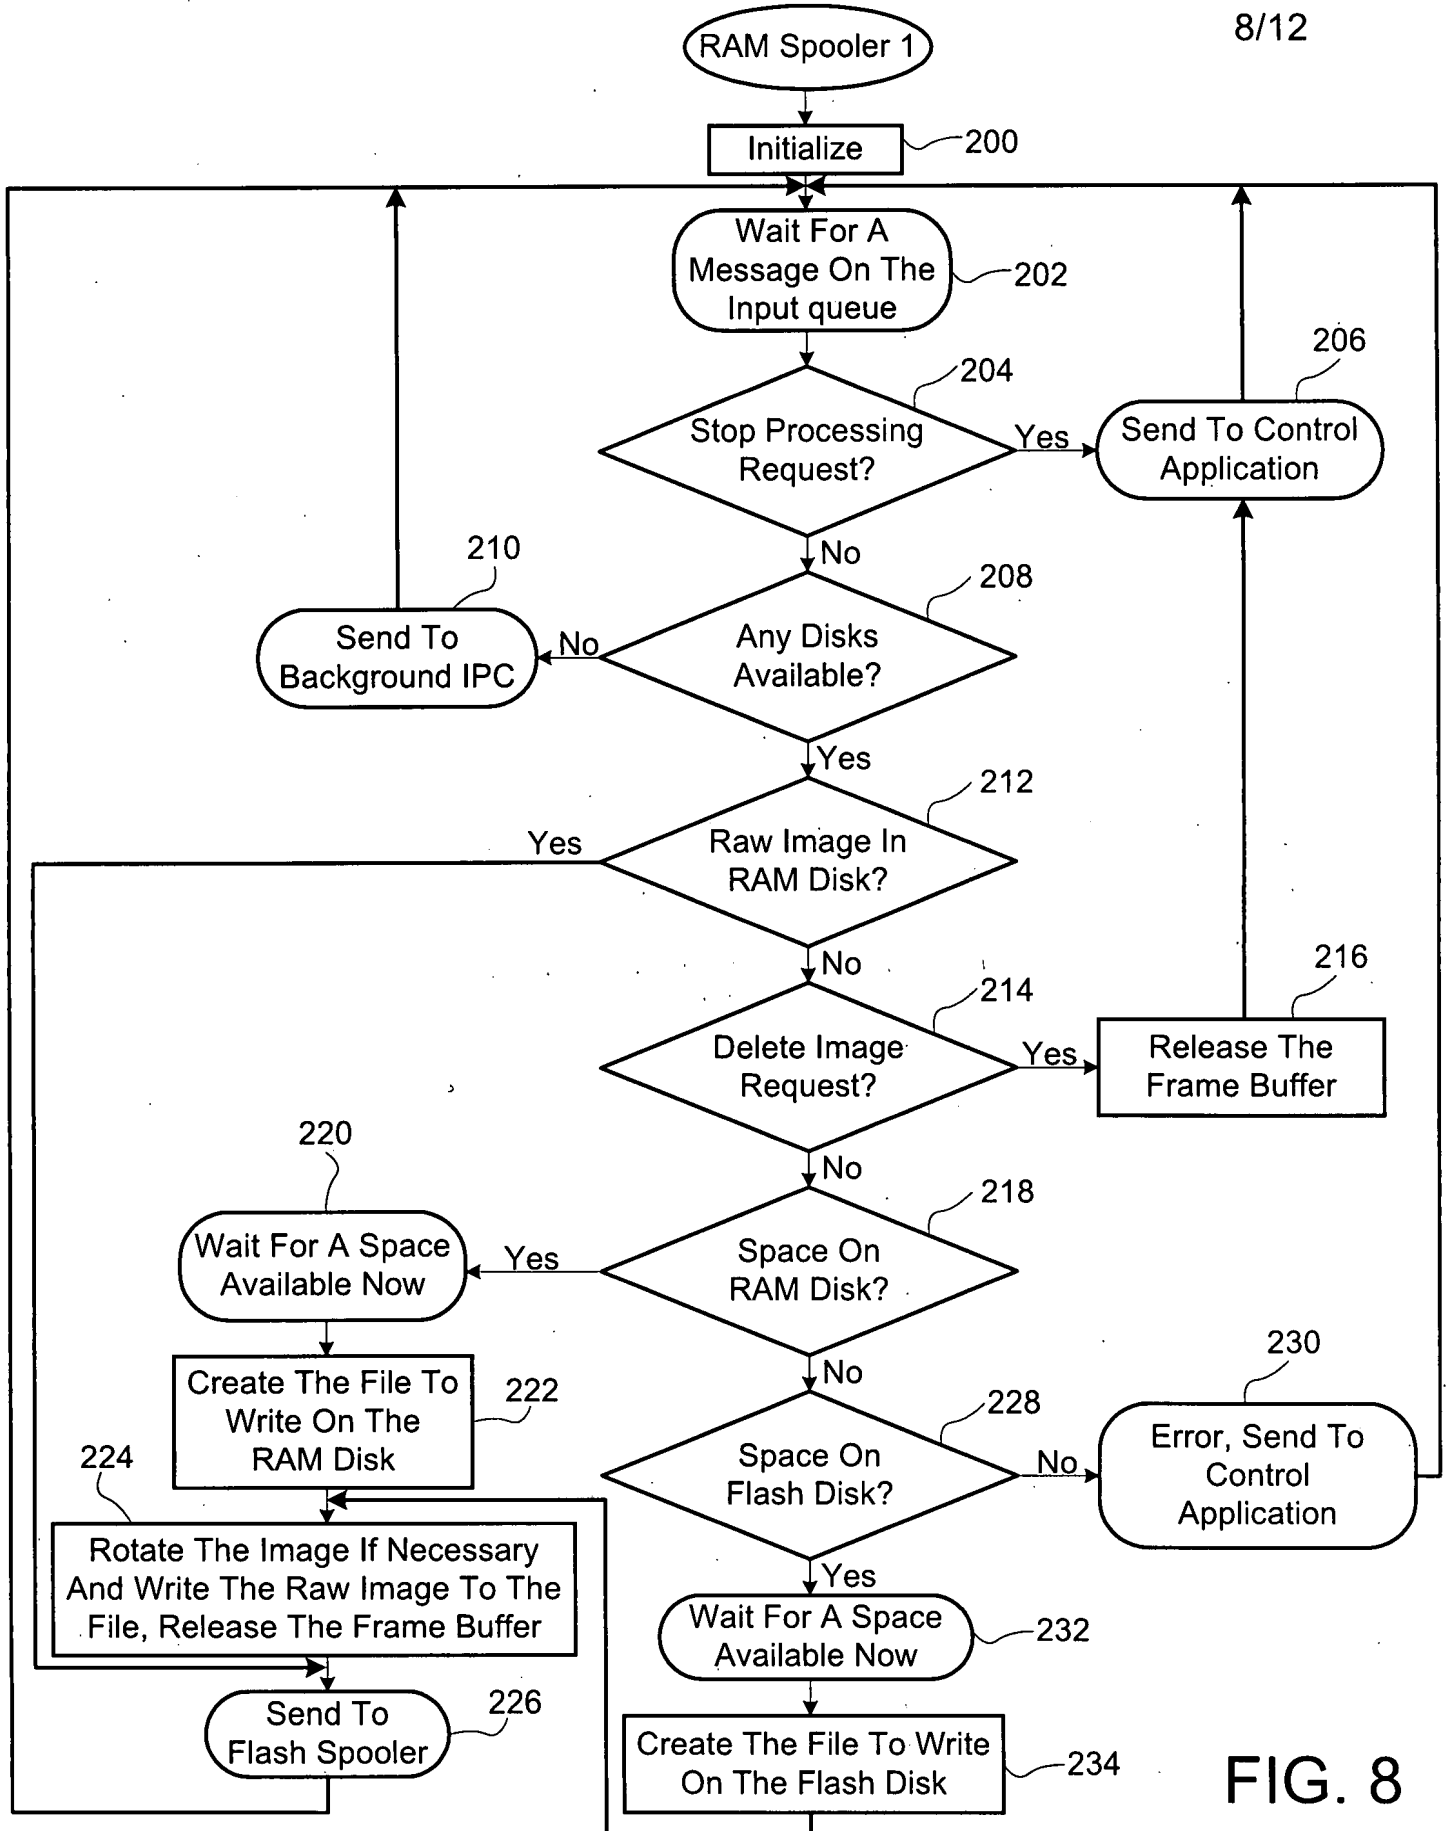 8/12
RAM Spooler 1
Initialize
200
Wait For A
Message On The
Input queue
202
204
Stop Processing
Request?
Yes
206
Send To Control
Application
No
210
Send To
Background IPC
No
208
Any Disks
Available?
Yes
212
Yes
Raw Image In
RAM Disk?
No
214
Delete Image
Request?
Yes
216
Release The
Frame Buffer
No
218
Space On
RAM Disk?
Yes
220
Wait For A Space
Available Now
Create The File To
Write On The
RAM Disk
222
224
Rotate The Image If Necessary
And Write The Raw Image To The
File, Release The Frame Buffer
Send To
Flash Spooler
226
No
228
Space On
Flash Disk?
No
230
Error, Send To
Control
Application
Yes
Wait For A Space
Available Now
232
Create The File To Write
On The Flash Disk
234
FIG. 8